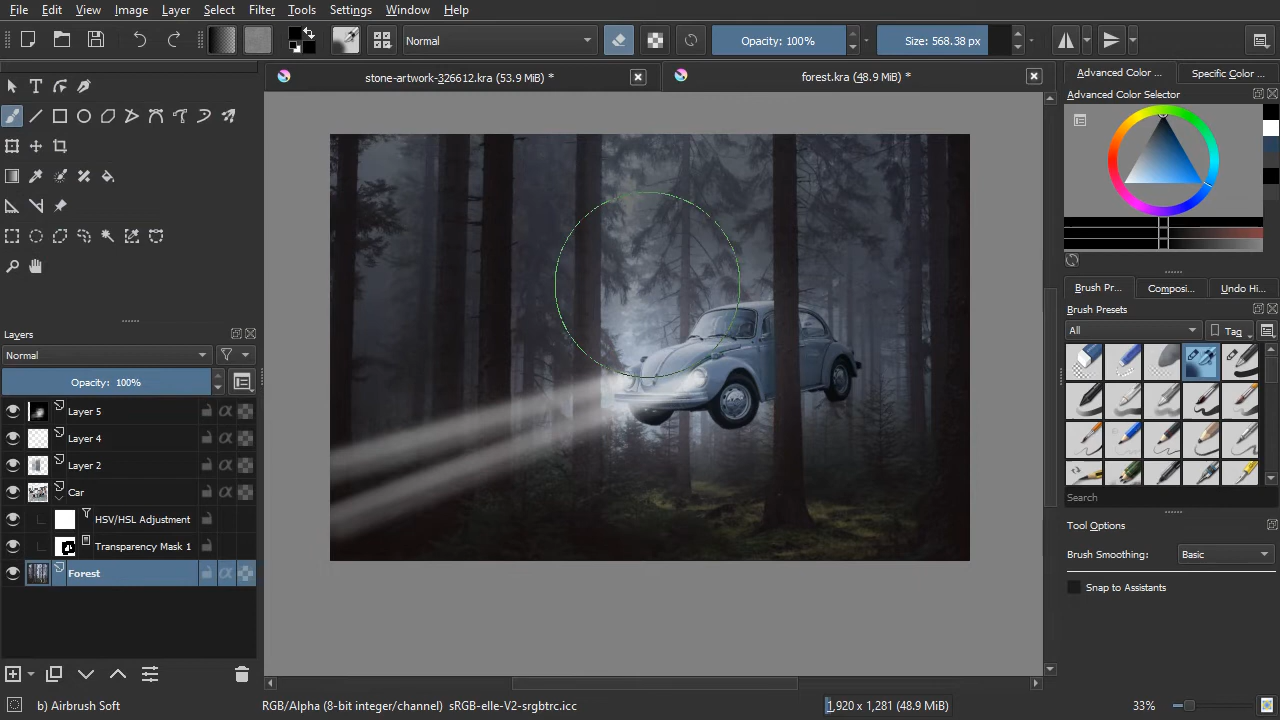 File Edit View Image Layer Select Filter Tools Settings Window Help
Normal Opacity: 100% Size: 568.38 px
stone-artwork-326612.kra (53.9 MiB) * forest.kra (48.9 MiB) * Advanced Color ... Specific Color ...
Advanced Color Selector
Brush Pr... Composi... Undo Hi...
Brush Presets
All Tag
Layers
Normal
Opacity: 100%
Layer 5
Layer 4
Layer 2
Car
HSV/HSL Adjustment
Transparency Mask 1
Forest
Search
Tool Options
Brush Smoothing: Basic
Snap to Assistants
b) Airbrush Soft RGB/Alpha (8-bit integer/channel) sRGB-elle-V2-srgbtrc.icc 1,920 x 1,281 (48.9 MiB) 33%